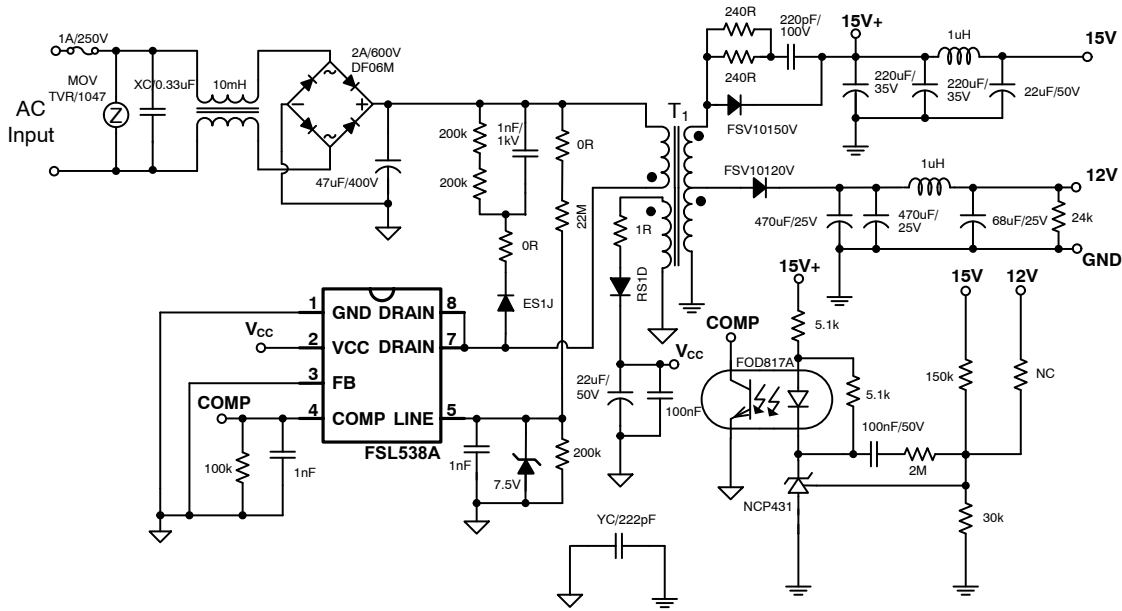 240R
220pF/
100V
15V+
1uH
15V
1A/250V
2A/600V
DF06M
240R
MOV
TVR/1047
XC/0.33uF
10mH
220uF/
35V
220uF/
35V
22uF/50V
Z
AC
Input
T1
FSV10150V
200k
1nF/
1kV
0R
FSV10120V
1uH
12V
47uF/400V
200k
22M
1R
470uF/25V
470uF/
25V
68uF/25V
24k
0R
GND
RS1D
15V+
15V
12V
ES1J
1 GND DRAIN 8
VCC
2 VCC DRAIN 7
3 FB
COMP
4 COMP LINE 5
FSL538A
COMP
5.1k
FOD817A
VCC
150k
NC
22uF/
50V
100nF
5.1k
100nF/50V
2M
100k
1nF
1nF
7.5V
200k
NCP431
30k
YC/222pF